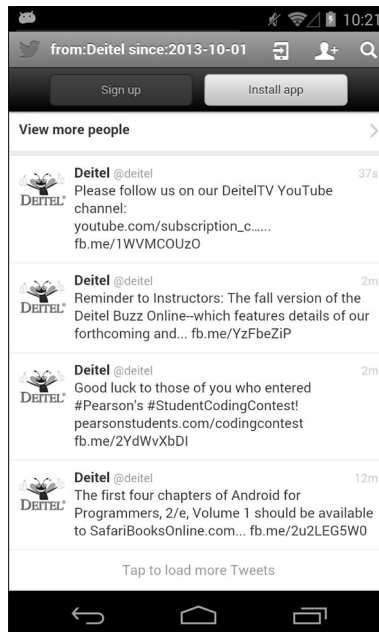 10:21
from:Deitel since:2013-10-01
Sign up
Install app
View more people
Deitel @deitel 37s
Please follow us on our DeitelTV YouTube
channel:
youtube.com/subscription_c…...
fb.me/1WVMCOUzO
DEITEL®
Deitel @deitel 2m
Reminder to Instructors: The fall version of the
Deitel Buzz Online--which features details of our
forthcoming and... fb.me/YzFbeZiP
DEITEL®
Deitel @deitel 2m
Good luck to those of you who entered
#Pearson's #StudentCodingContest!
pearsonstudents.com/codingcontest
fb.me/2YdWvXbDI
DEITEL®
Deitel @deitel 12m
The first four chapters of Android for
Programmers, 2/e, Volume 1 should be available
to SafariBooksOnline.com... fb.me/2u2LEG5W0
DEITEL®
Tap to load more Tweets